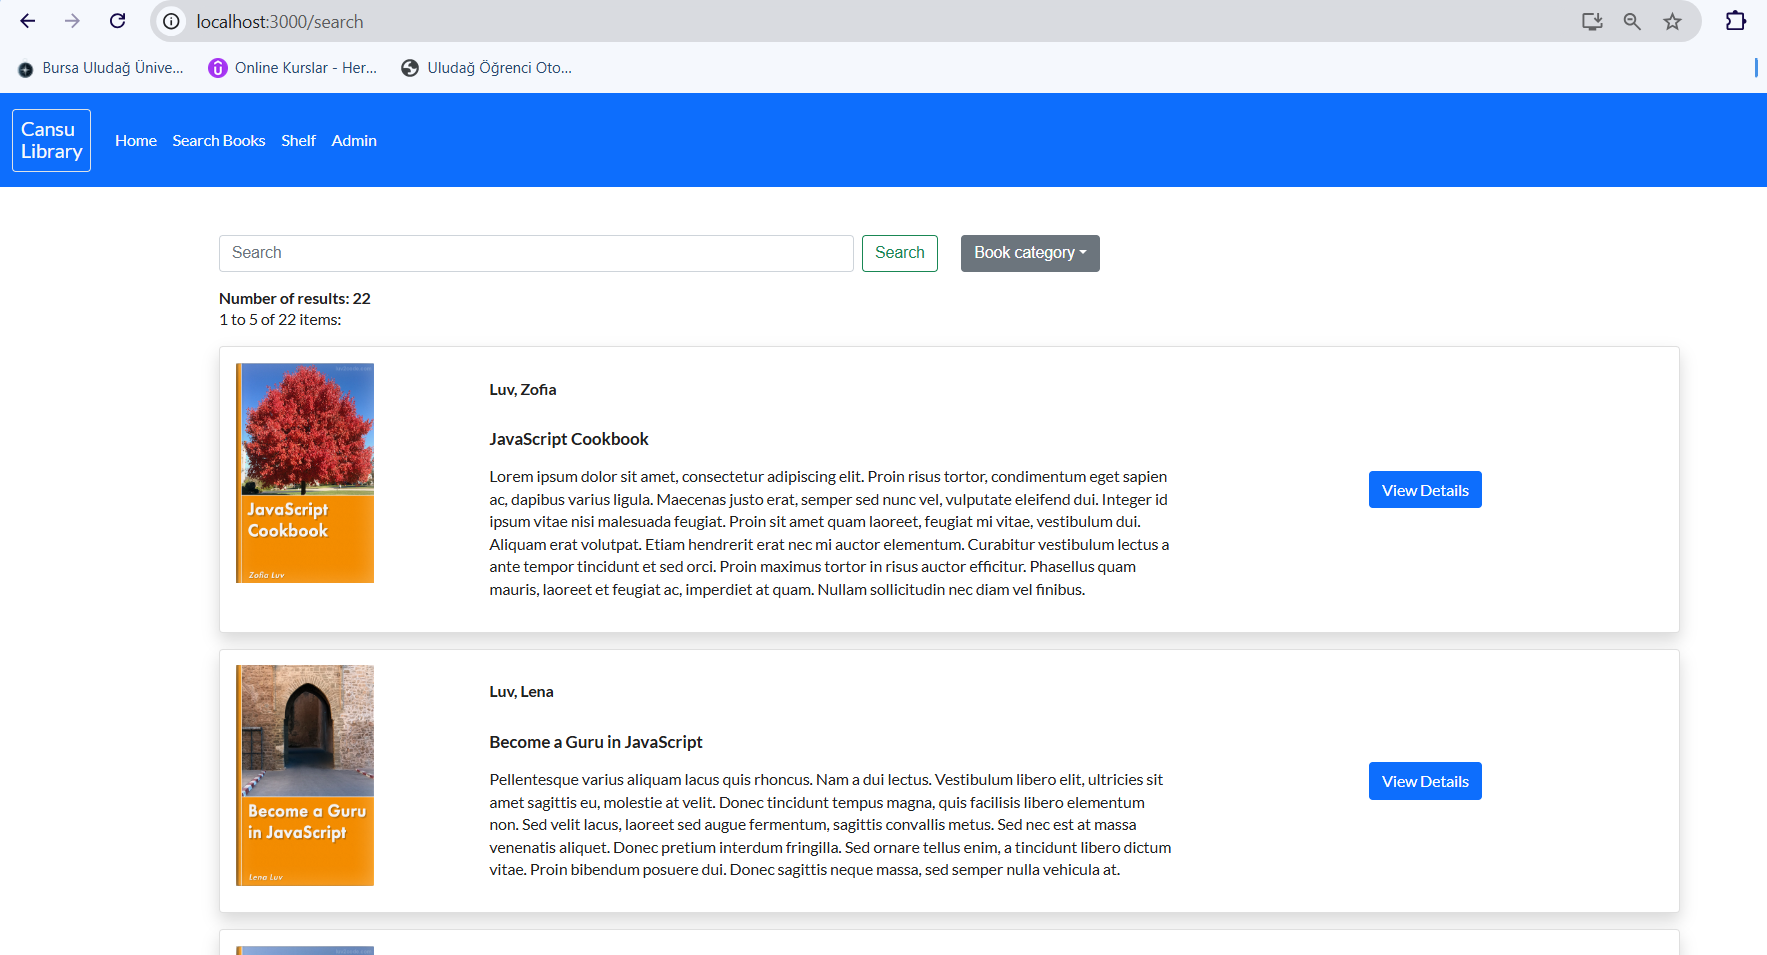 localhost:3000/search
Bursa Uludağ Ünive...
Online Kurslar - Her...
Uludağ Öğrenci Oto...
Cansu
Library
Home
Search Books
Shelf
Admin
Search
Search
Book category
Number of results: 22
1 to 5 of 22 items:
JavaScript
Cookbook
Zofia Luv
Luv, Zofia
JavaScript Cookbook
Lorem ipsum dolor sit amet, consectetur adipiscing elit. Proin risus tortor, condimentum eget sapien
ac, dapibus varius ligula. Maecenas justo erat, semper sed nunc vel, vulputate eleifend dui. Integer id
ipsum vitae nisi malesuada feugiat. Proin sit amet quam laoreet, feugiat mi vitae, vestibulum dui.
Aliquam erat volutpat. Etiam hendrerit erat nec mi auctor elementum. Curabitur vestibulum lectus a
ante tempor tincidunt et sed orci. Proin maximus tortor in risus auctor efficitur. Phasellus quam
mauris, laoreet et feugiat ac, imperdiet at quam. Nullam sollicitudin nec diam vel finibus.
View Details
Become a Guru
in JavaScript
Lena Luv
Luv, Lena
Become a Guru in JavaScript
Pellentesque varius aliquam lacus quis rhoncus. Nam a dui lectus. Vestibulum libero elit, ultricies sit
amet sagittis eu, molestie at velit. Donec tincidunt tempus magna, quis facilisis libero elementum
non. Sed velit lacus, laoreet sed augue fermentum, sagittis convallis metus. Sed nec est at massa
venenatis aliquet. Donec pretium interdum fringilla. Sed ornare tellus enim, a tincidunt libero dictum
vitae. Proin bibendum posuere dui. Donec sagittis neque massa, sed semper nulla vehicula at.
View Details